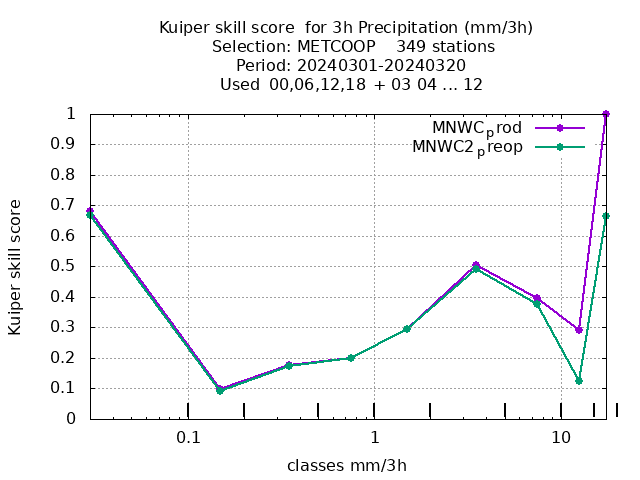 Kuiper skill score  for 3h Precipitation (mm/3h)
Selection: METCOOP    349 stations
Period: 20240301-20240320
Used  00,06,12,18  + 03 04 ... 12
MNWCprod
MNWC2preop
1
0.9
0.8
0.7
0.6
0.5
0.4
0.3
0.2
0.1
0
Kuiper skill score
0.1
1
10
classes mm/3h